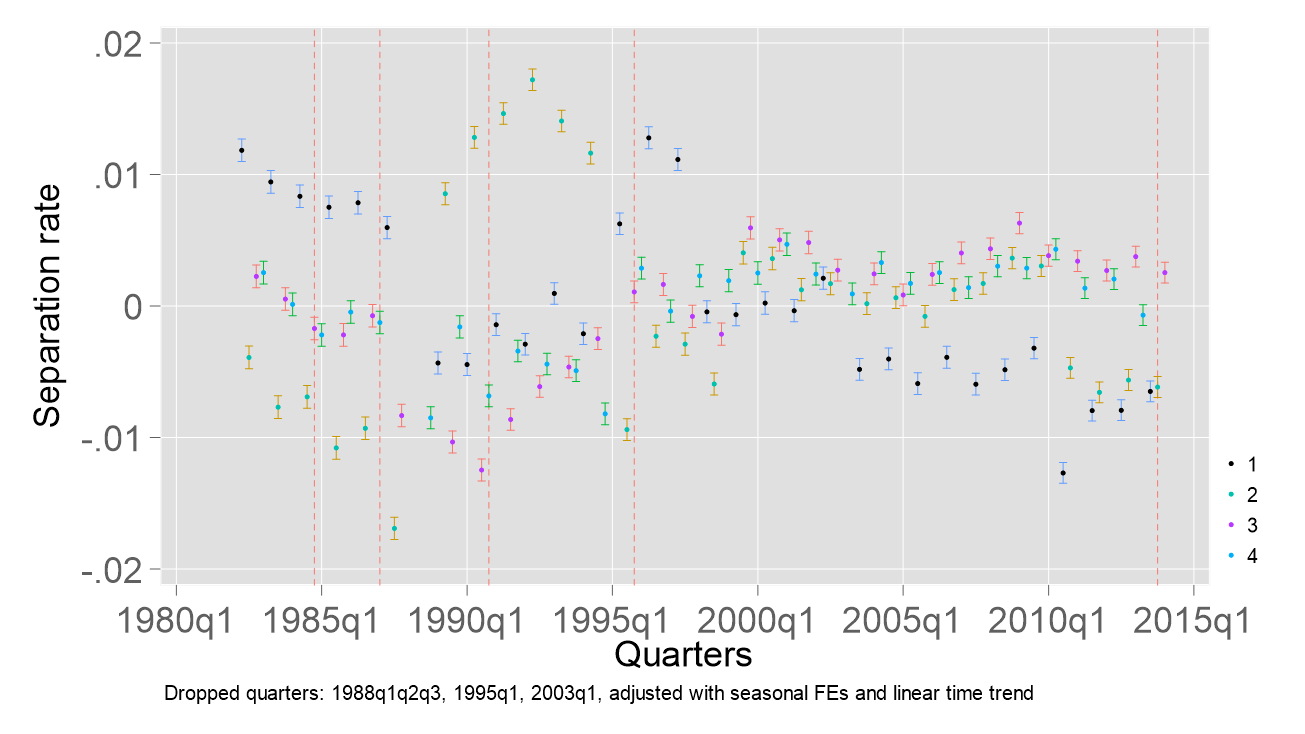 .02
.01
0
-.01
-.02
Separation rate
1980q1 1985q1 1990q1 1995q1 2000q1 2005q1 2010q1 2015q1
Quarters
1
2
3
4
Dropped quarters: 1988q1q2q3, 1995q1, 2003q1, adjusted with seasonal FEs and linear time trend